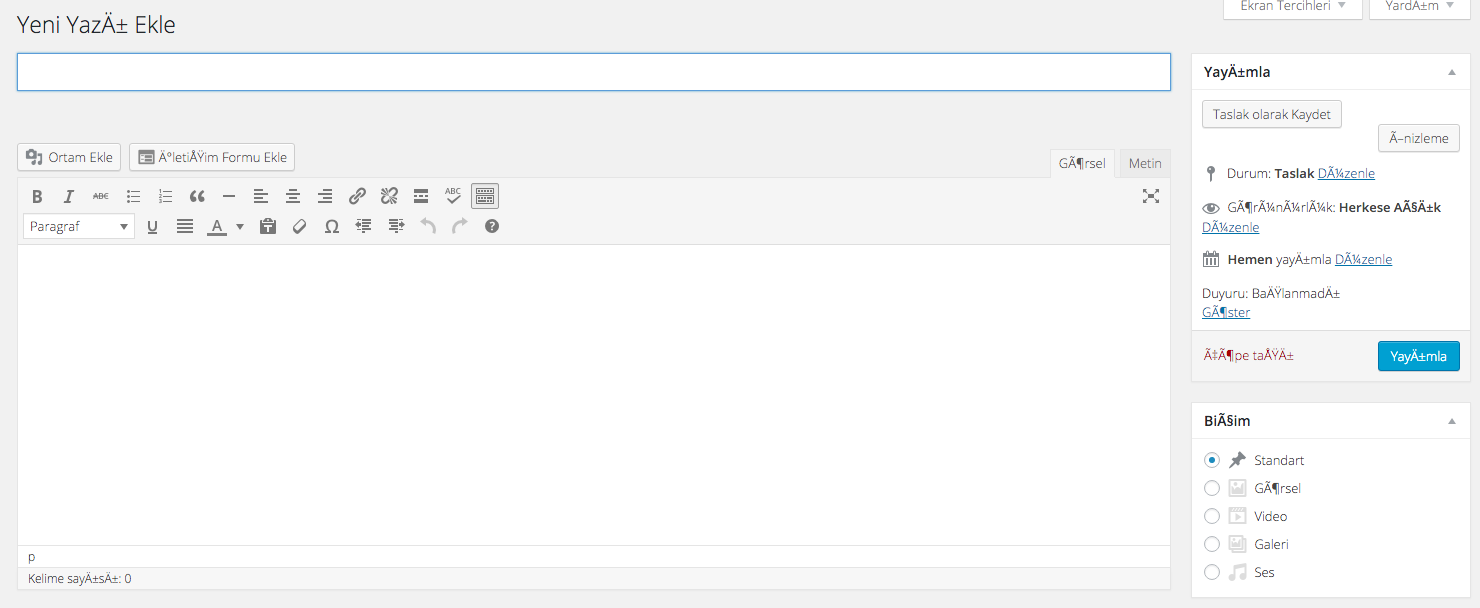 Ekran Tercihleri
YardÄ±m
Yeni YazÄ± Ekle
YayÄ±mla
Taslak olarak Kaydet
Ã–nizleme
Ortam Ekle
Ä°letiÅŸim Formu Ekle
GÃ¶rsel
Metin
B I ABC ABC
Durum: Taslak DÃ¼zenle
GÃ¶rÃ¼nÃ¼rlÃ¼k: Herkese AÃ§Ä±k
DÃ¼zenle
Paragraf
U A Ω ?
Hemen yayÄ±mla DÃ¼zenle
Duyuru: BaÄŸlanmadÄ±
GÃ¶ster
Ã‡Ã¶pe taÅŸÄ±
YayÄ±mla
BiÃ§im
Standart
GÃ¶rsel
Video
Galeri
Ses
p
Kelime sayÄ±sÄ±: 0